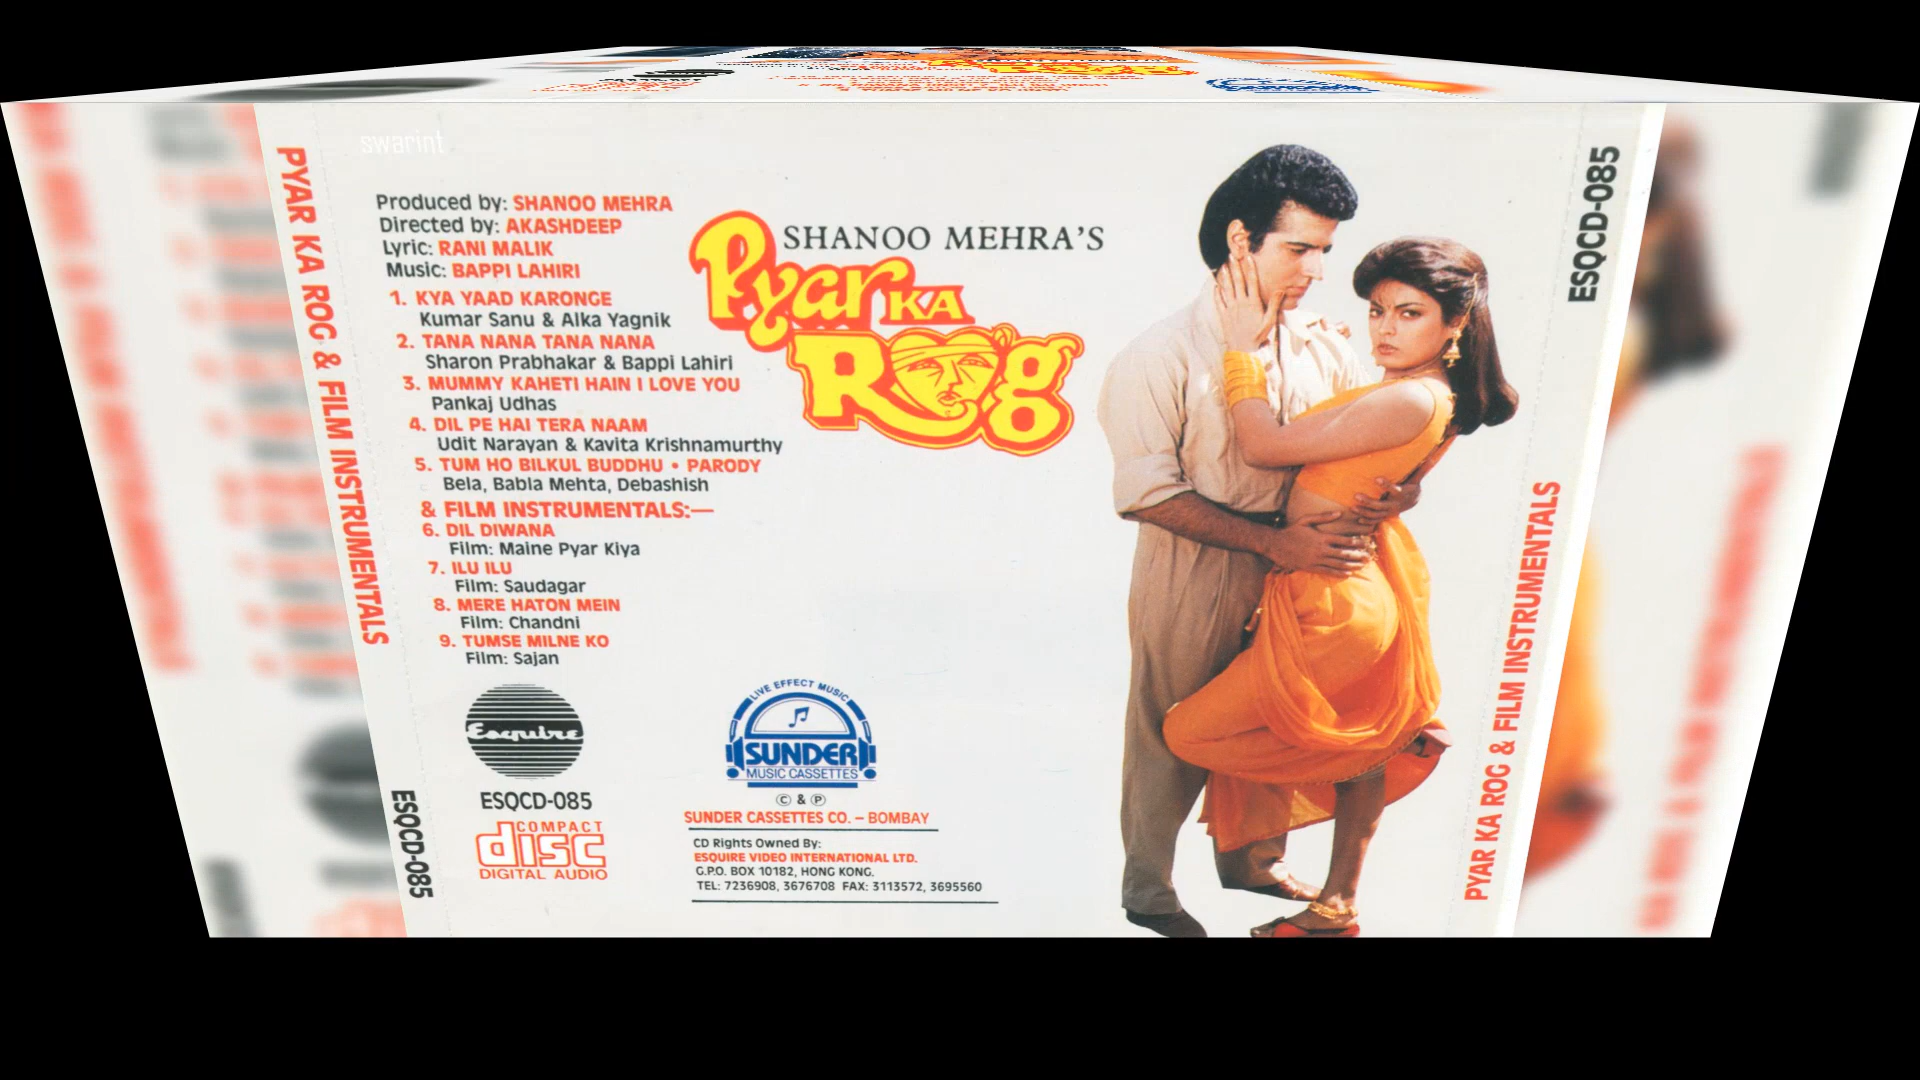 swarint
PYAR KA ROG & FILM INSTRUMENTALS
ESQCD-085
Produced by: SHANOO MEHRA
Directed by: AKASHDEEP
Lyric: RANI MALIK
Music: BAPPI LAHIRI
1. KYA YAAD KARONGE
Kumar Sanu & Alka Yagnik
2. TANA NANA TANA NANA
Sharon Prabhakar & Bappi Lahiri
3. MUMMY KAHETI HAIN I LOVE YOU
Pankaj Udhas
4. DIL PE HAI TERA NAAM
Udit Narayan & Kavita Krishnamurthy
5. TUM HO BILKUL BUDDHU • PARODY
Bela, Babla Mehta, Debashish
& FILM INSTRUMENTALS:—
6. DIL DIWANA
Film: Maine Pyar Kiya
7. ILU ILU
Film: Saudagar
8. MERE HATON MEIN
Film: Chandni
9. TUMSE MILNE KO
Film: Sajan
Esquire
ESQCD-085
COMPACT
disc
DIGITAL AUDIO
SHANOO MEHRA'S
Pyar KA
Rog
LIVE EFFECT MUSIC
SUNDER
MUSIC CASSETTES
© & ℗
SUNDER CASSETTES CO. – BOMBAY
CD Rights Owned By:
ESQUIRE VIDEO INTERNATIONAL LTD.
G.P.O. BOX 10182, HONG KONG.
TEL: 7236908, 3676708 FAX: 3113572, 3695560
ESQCD-085
PYAR KA ROG & FILM INSTRUMENTALS